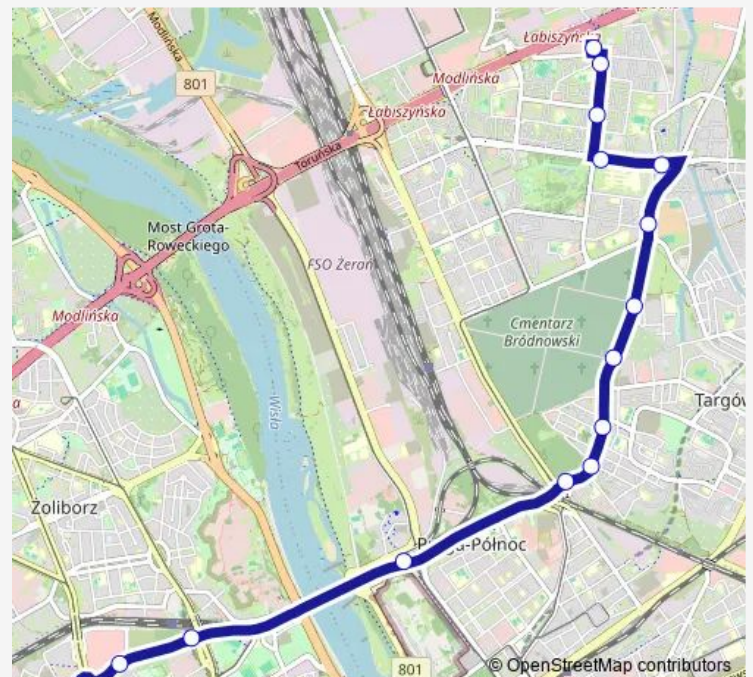 Modlińska
801
Łabiszyńska
Modlińska
Łabiszyńska
Toruńska
Most Grota-
Roweckiego
FSO Żerań
Modlińska
Cmentarz
Bródnowski
a
Wisła
Targów
Żoliborz
Praga-Północ
801
© OpenStreetMap contributors